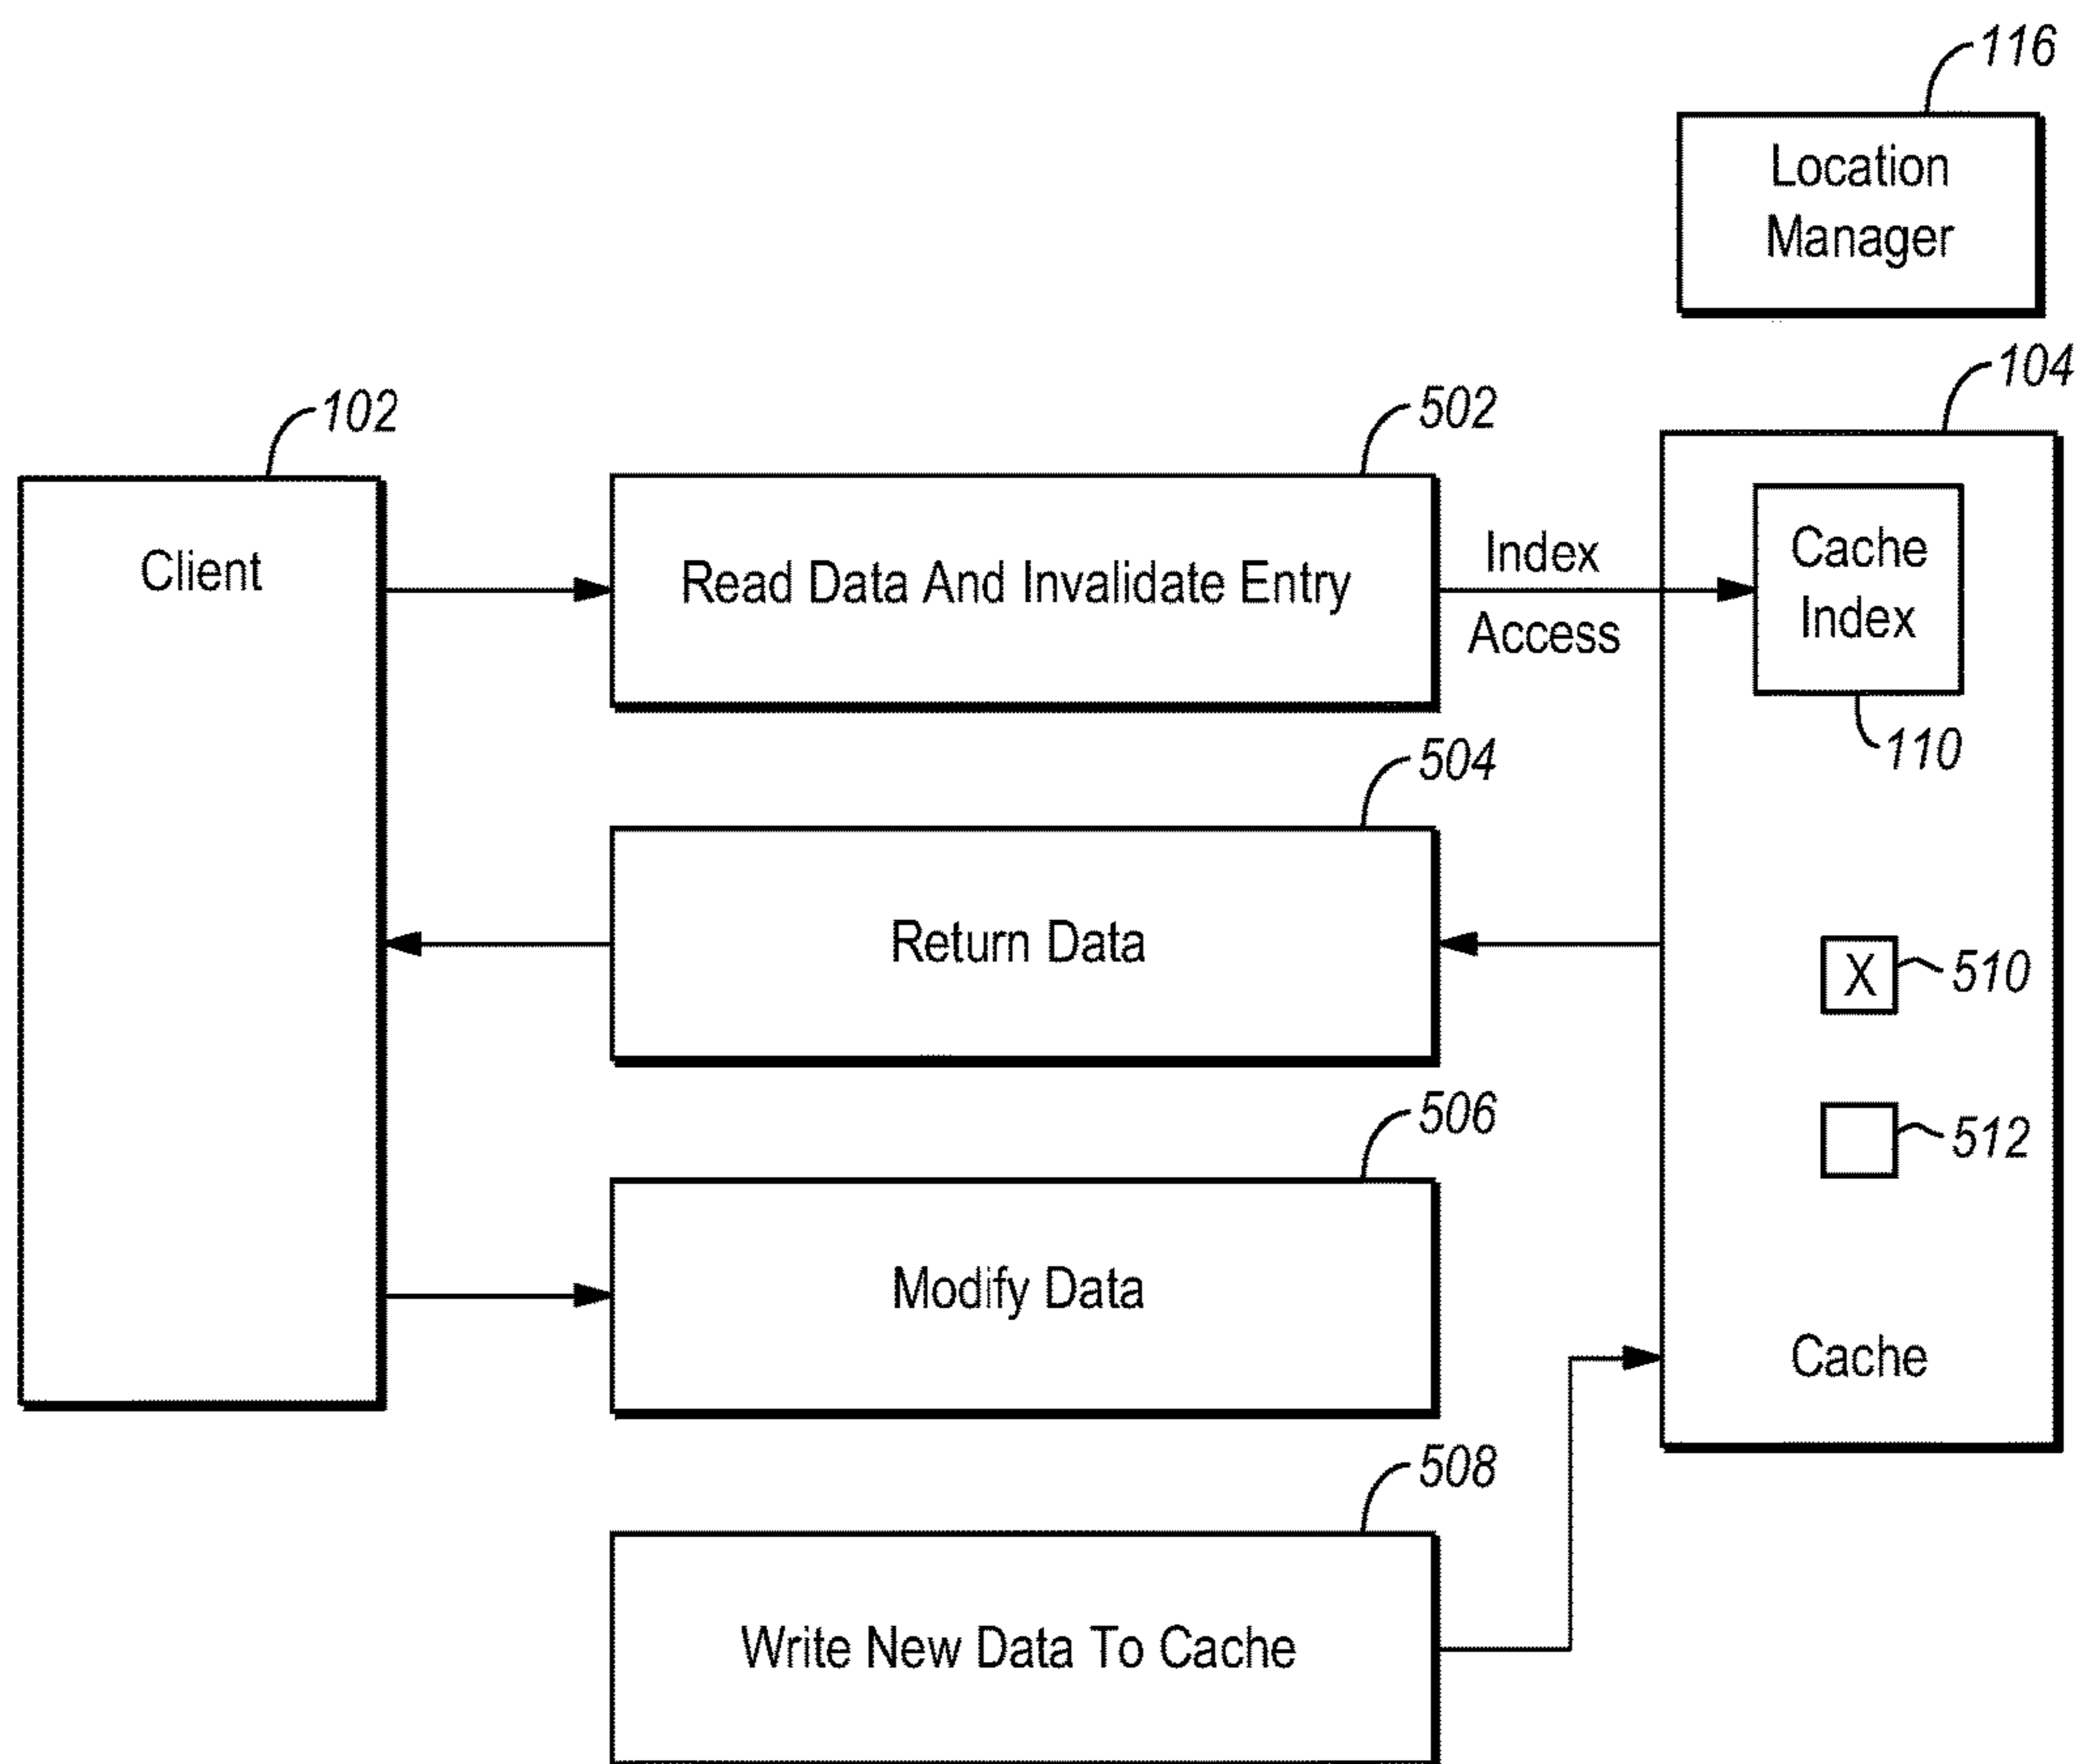 116
Location
Manager
104
102
502
Client
Read Data And Invalidate Entry
Index
Access
Cache
Index
110
504
Return Data
X
510
506
512
Modify Data
Cache
508
Write New Data To Cache